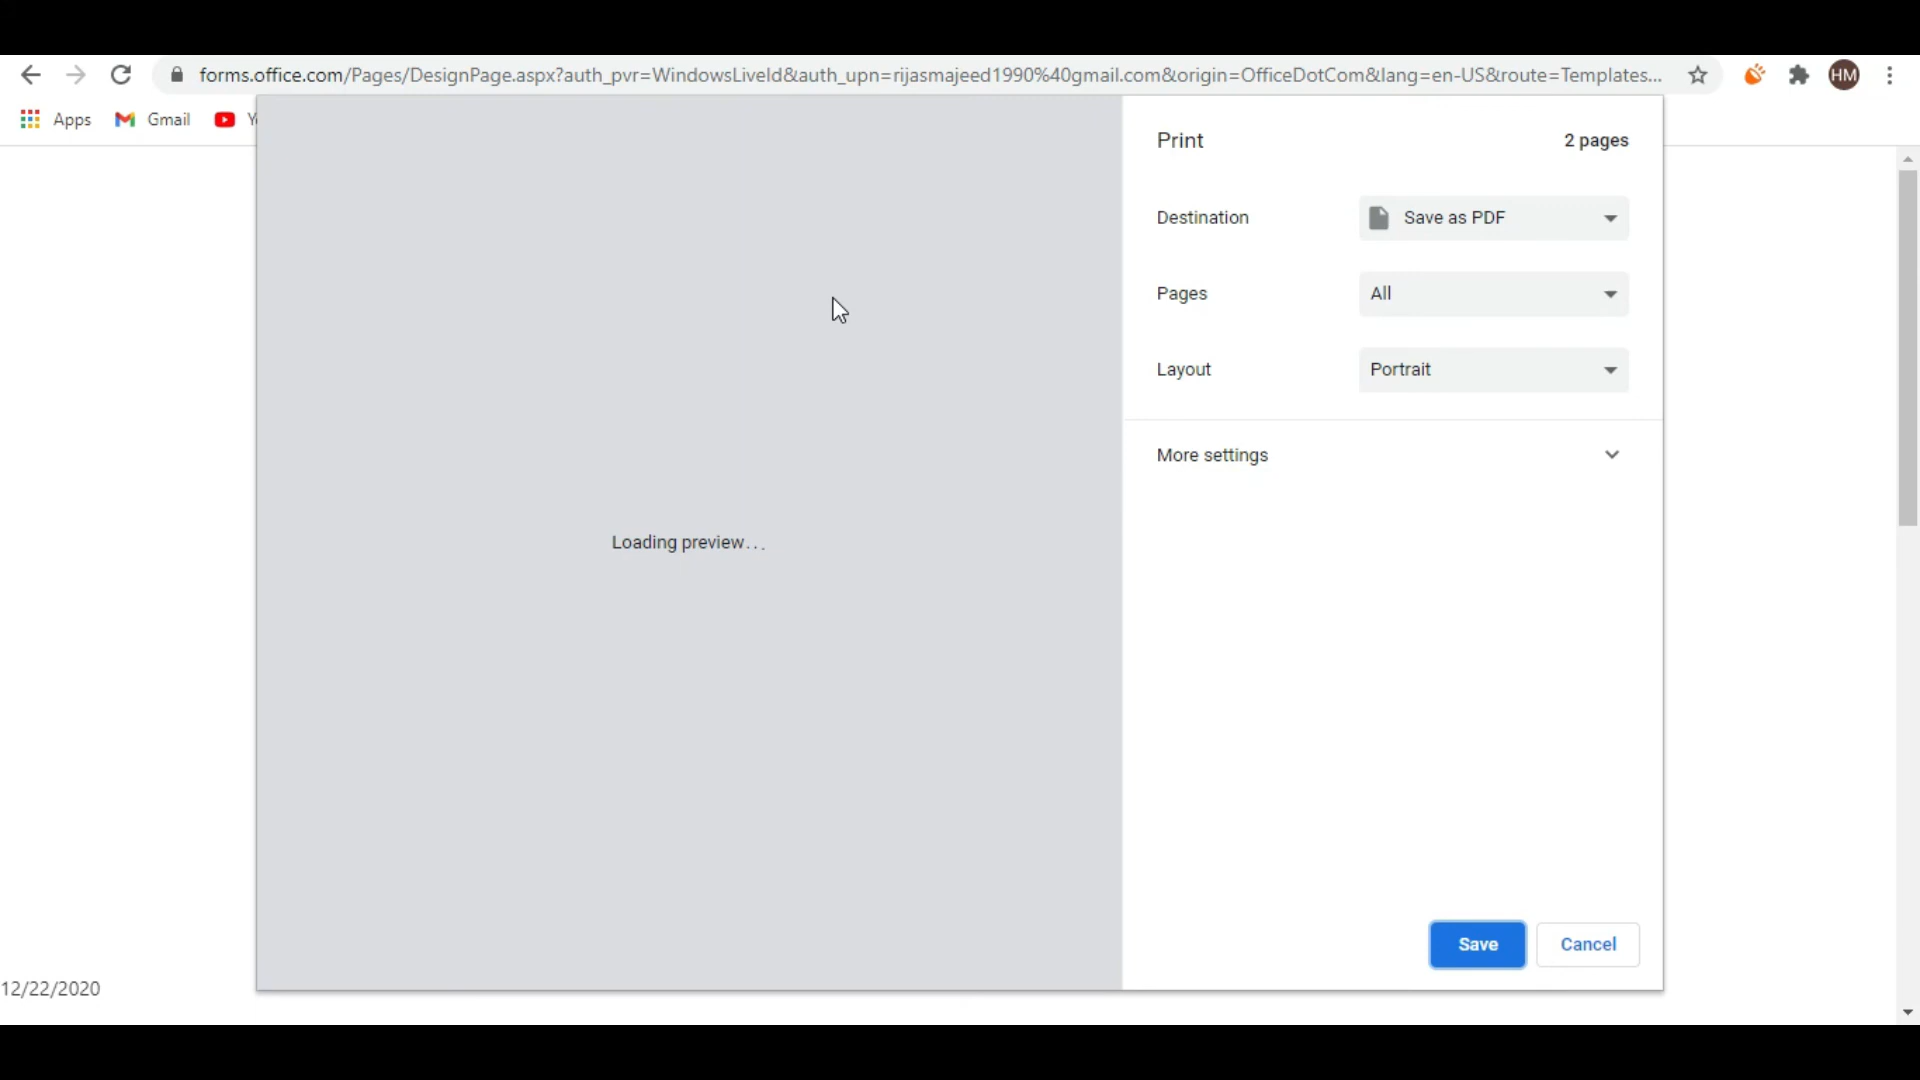 forms.office.com/Pages/DesignPage.aspx?auth_pvr=WindowsLiveId&auth_upn=rijasmajeed1990%40gmail.com&origin=OfficeDotCom&lang=en-US&route=Templates...
HM
Apps
Gmail
Print
2 pages
Destination
Save as PDF
Pages
All
Layout
Portrait
More settings
Loading preview...
Save
Cancel
12/22/2020